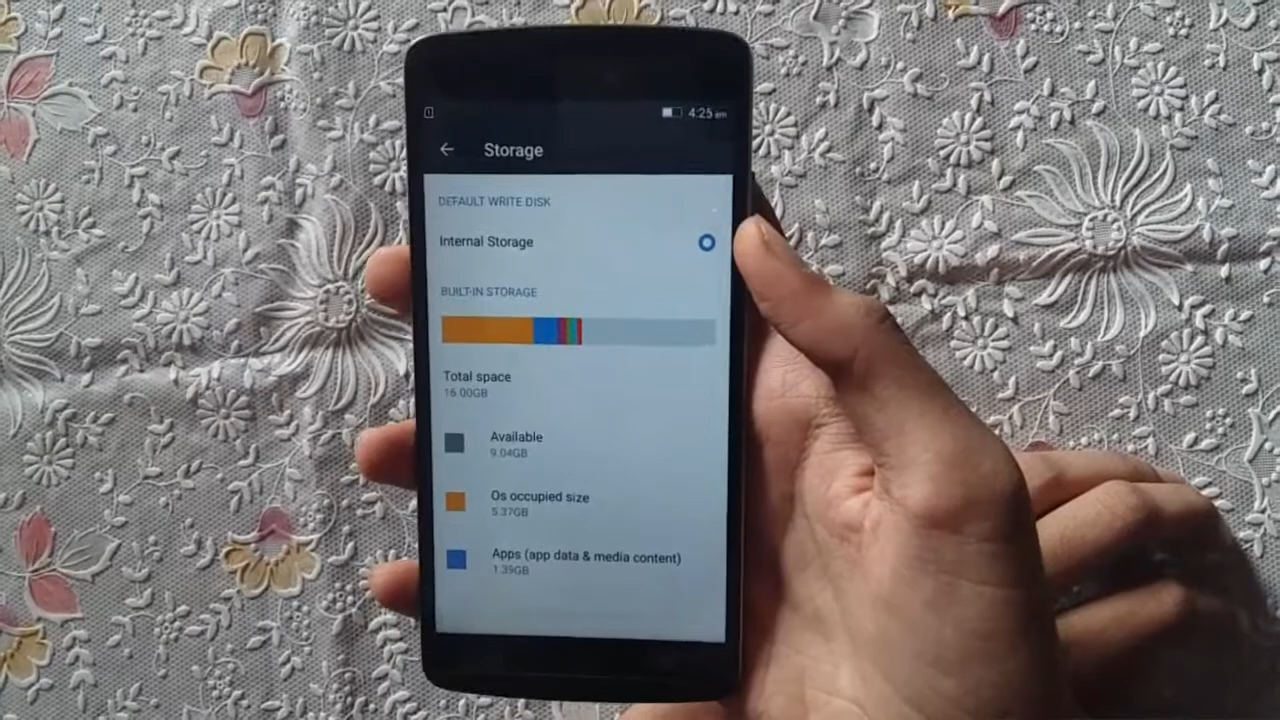 4:25 am
Storage
DEFAULT WRITE DISK
Internal Storage
BUILT-IN STORAGE
Total space
16.00GB
Available
9.04GB
Os occupied size
5.37GB
Apps (app data & media content)
1.39GB